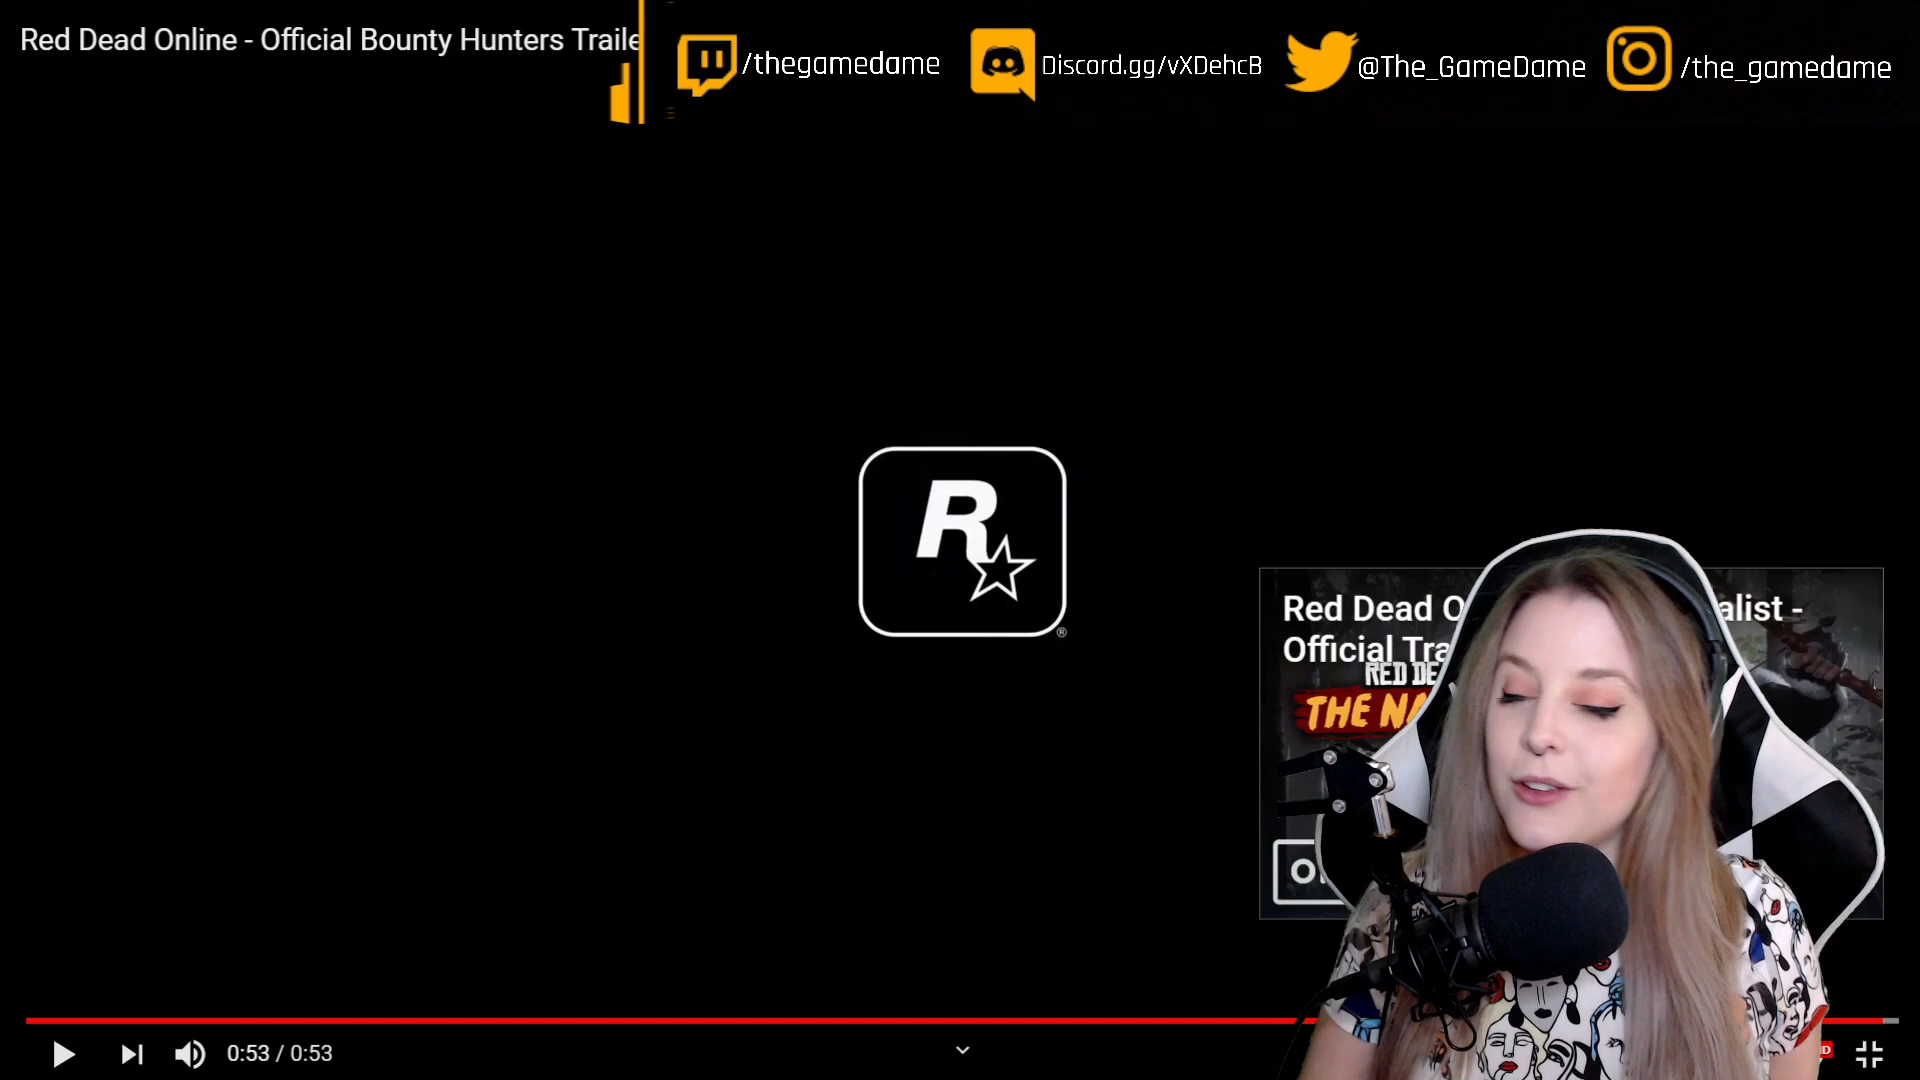 Red Dead Online - Official Bounty Hunters Traile
/thegamedame
Discord.gg/vXDehcB
@The_GameDame
/the_gamedame
R
®
Red Dead O
alist -
Official Tra
RED DE
THE NA
0:53 / 0:53